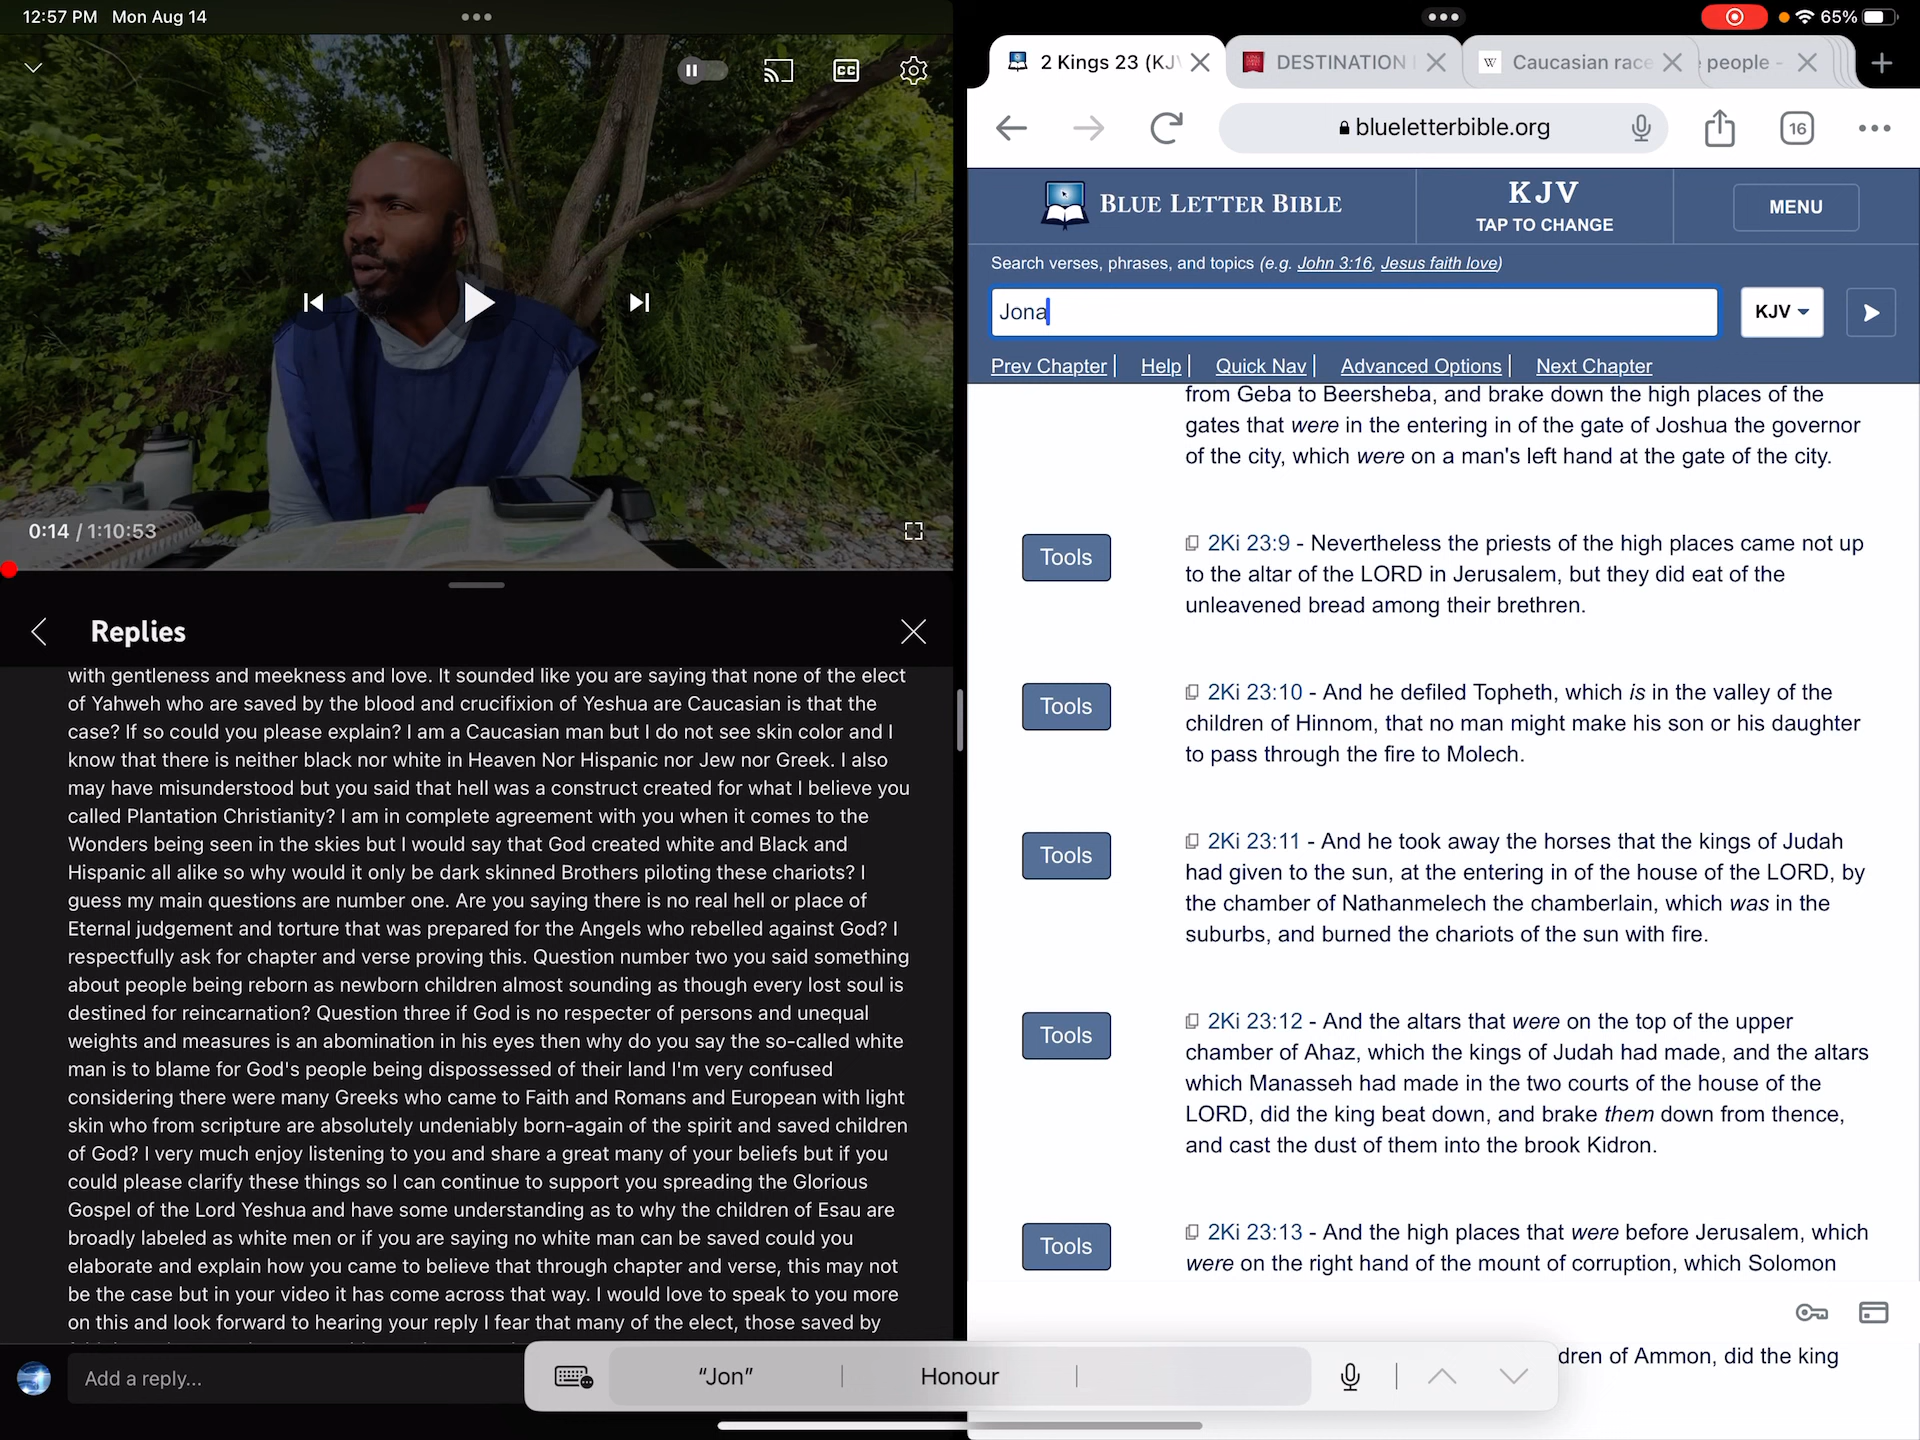 12:57 PM Mon Aug 14
65%
CC
0:14 / 1:10:53
Replies
with gentleness and meekness and love. It sounded like you are saying that none of the elect
of Yahweh who are saved by the blood and crucifixion of Yeshua are Caucasian is that the
case? If so could you please explain? I am a Caucasian man but I do not see skin color and I
know that there is neither black nor white in Heaven Nor Hispanic nor Jew nor Greek. I also
may have misunderstood but you said that hell was a construct created for what I believe you
called Plantation Christianity? I am in complete agreement with you when it comes to the
Wonders being seen in the skies but I would say that God created white and Black and
Hispanic all alike so why would it only be dark skinned Brothers piloting these chariots? I
guess my main questions are number one. Are you saying there is no real hell or place of
Eternal judgement and torture that was prepared for the Angels who rebelled against God? I
respectfully ask for chapter and verse proving this. Question number two you said something
about people being reborn as newborn children almost sounding as though every lost soul is
destined for reincarnation? Question three if God is no respecter of persons and unequal
weights and measures is an abomination in his eyes then why do you say the so-called white
man is to blame for God's people being dispossessed of their land I'm very confused
considering there were many Greeks who came to Faith and Romans and European with light
skin who from scripture are absolutely undeniably born-again of the spirit and saved children
of God? I very much enjoy listening to you and share a great many of your beliefs but if you
could please clarify these things so I can continue to support you spreading the Glorious
Gospel of the Lord Yeshua and have some understanding as to why the children of Esau are
broadly labeled as white men or if you are saying no white man can be saved could you
elaborate and explain how you came to believe that through chapter and verse, this may not
be the case but in your video it has come across that way. I would love to speak to you more
on this and look forward to hearing your reply I fear that many of the elect, those saved by
Add a reply...
2 Kings 23 (KJV
DESTINATION
W Caucasian race
people -
blueletterbible.org
16
BLUE LETTER BIBLE
KJV
TAP TO CHANGE
MENU
Search verses, phrases, and topics (e.g. John 3:16, Jesus faith love)
Jona
KJV
Prev Chapter | Help | Quick Nav | Advanced Options | Next Chapter
from Geba to Beersheba, and brake down the high places of the
gates that were in the entering in of the gate of Joshua the governor
of the city, which were on a man's left hand at the gate of the city.
Tools
2Ki 23:9 - Nevertheless the priests of the high places came not up
to the altar of the LORD in Jerusalem, but they did eat of the
unleavened bread among their brethren.
Tools
2Ki 23:10 - And he defiled Topheth, which is in the valley of the
children of Hinnom, that no man might make his son or his daughter
to pass through the fire to Molech.
Tools
2Ki 23:11 - And he took away the horses that the kings of Judah
had given to the sun, at the entering in of the house of the LORD, by
the chamber of Nathanmelech the chamberlain, which was in the
suburbs, and burned the chariots of the sun with fire.
Tools
2Ki 23:12 - And the altars that were on the top of the upper
chamber of Ahaz, which the kings of Judah had made, and the altars
which Manasseh had made in the two courts of the house of the
LORD, did the king beat down, and brake them down from thence,
and cast the dust of them into the brook Kidron.
Tools
2Ki 23:13 - And the high places that were before Jerusalem, which
were on the right hand of the mount of corruption, which Solomon
dren of Ammon, did the king
“Jon”
Honour